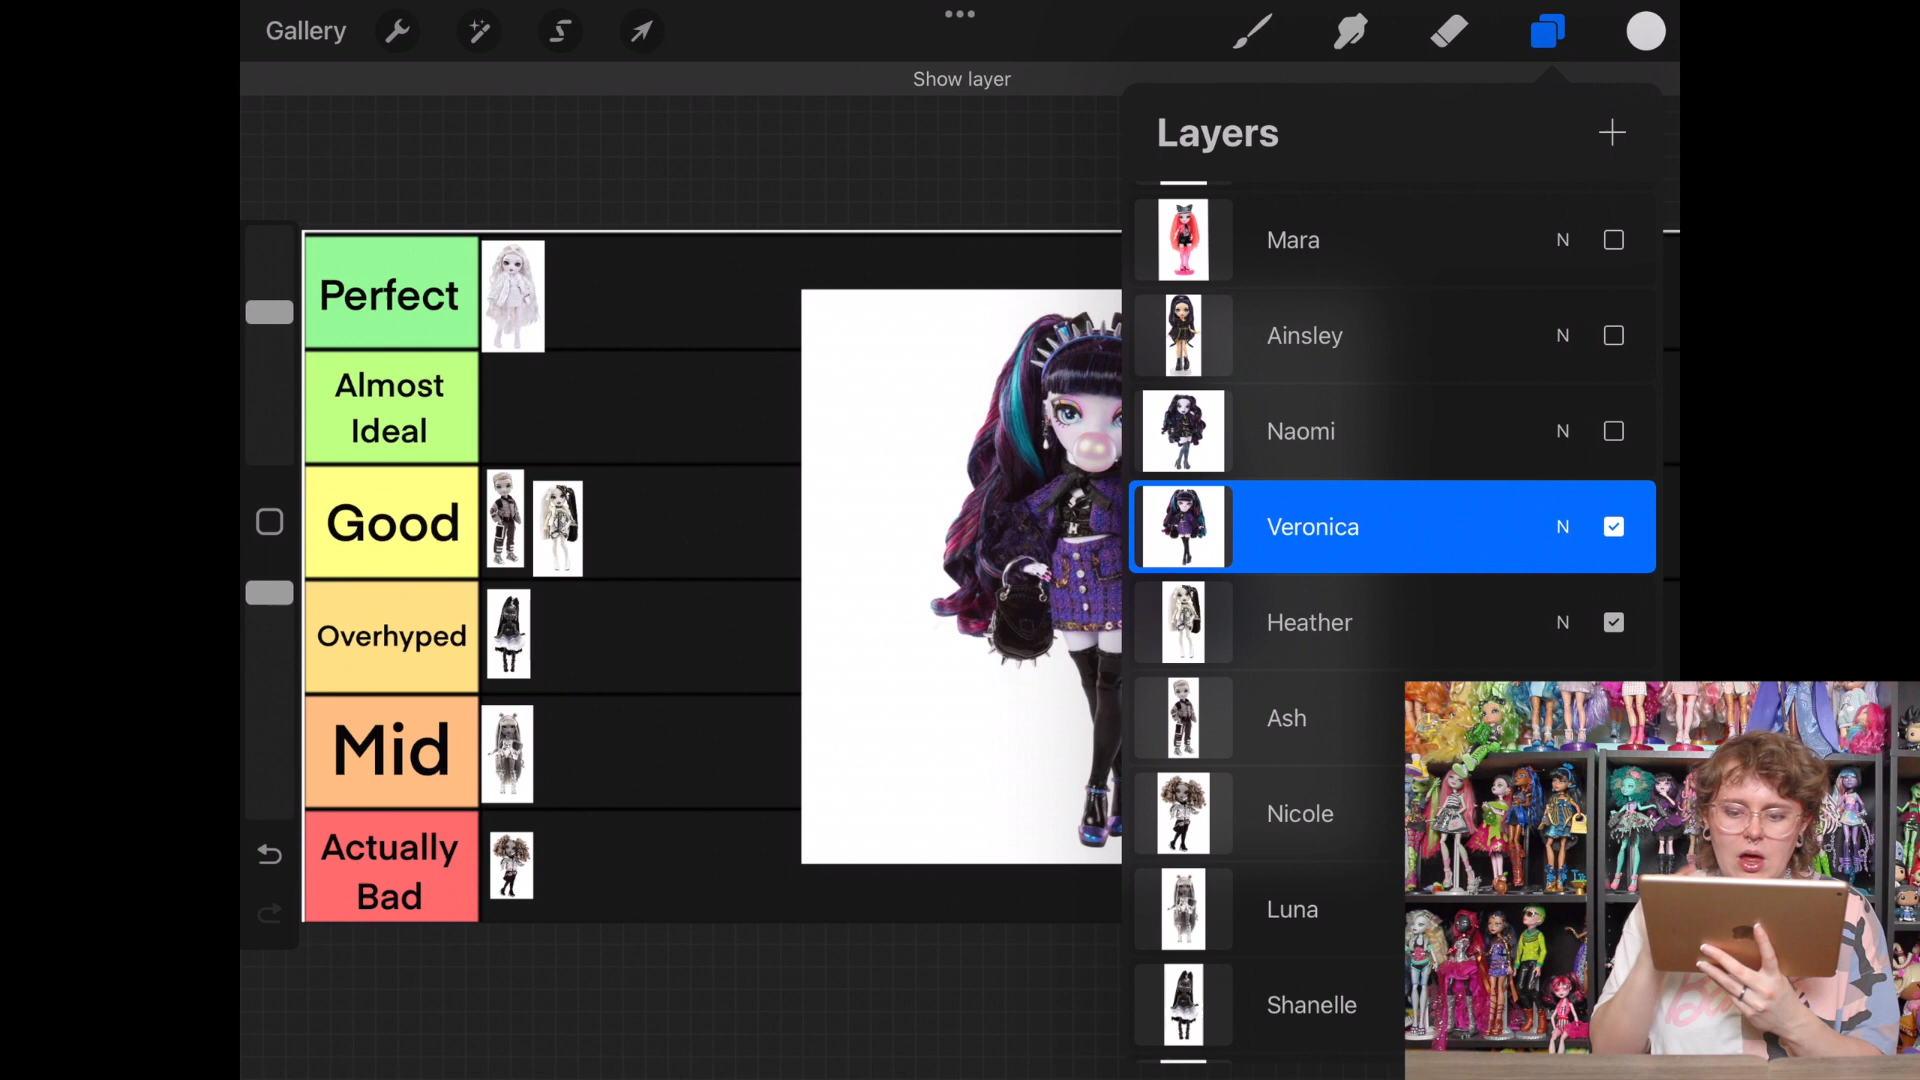 Gallery
Show layer
Layers
Mara N
Ainsley N
Naomi N
Veronica N
Heather N
Ash
Nicole
Luna
Shanelle
Perfect
Almost
Ideal
Good
Overhyped
Mid
Actually
Bad